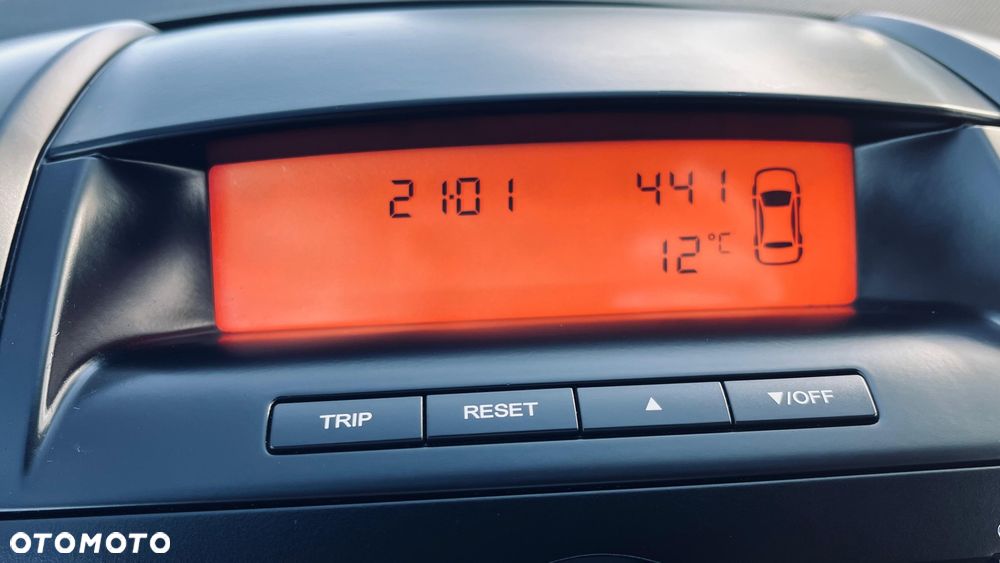 21:01 441
12°C
TRIP RESET ▲ ▼/OFF
OTOMOTO